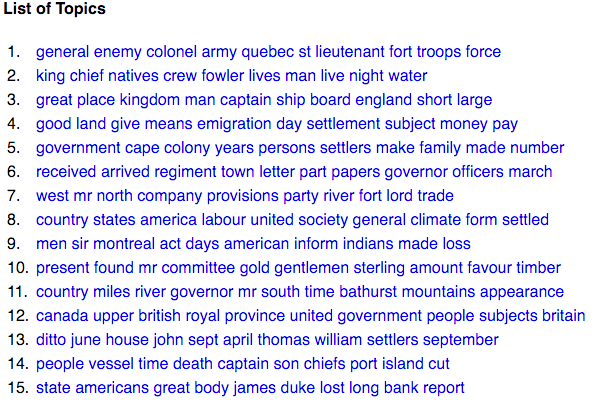 List of Topics
1. general enemy colonel army quebec st lieutenant fort troops force
2. king chief natives crew fowler lives man live night water
3. great place kingdom man captain ship board england short large
4. good land give means emigration day settlement subject money pay
5. government cape colony years persons settlers make family made number
6. received arrived regiment town letter part papers governor officers march
7. west mr north company provisions party river fort lord trade
8. country states america labour united society general climate form settled
9. men sir montreal act days american inform indians made loss
10. present found mr committee gold gentlemen sterling amount favour timber
11. country miles river governor mr south time bathurst mountains appearance
12. canada upper british royal province united government people subjects britain
13. ditto june house john sept april thomas william settlers september
14. people vessel time death captain son chiefs port island cut
15. state americans great body james duke lost long bank report